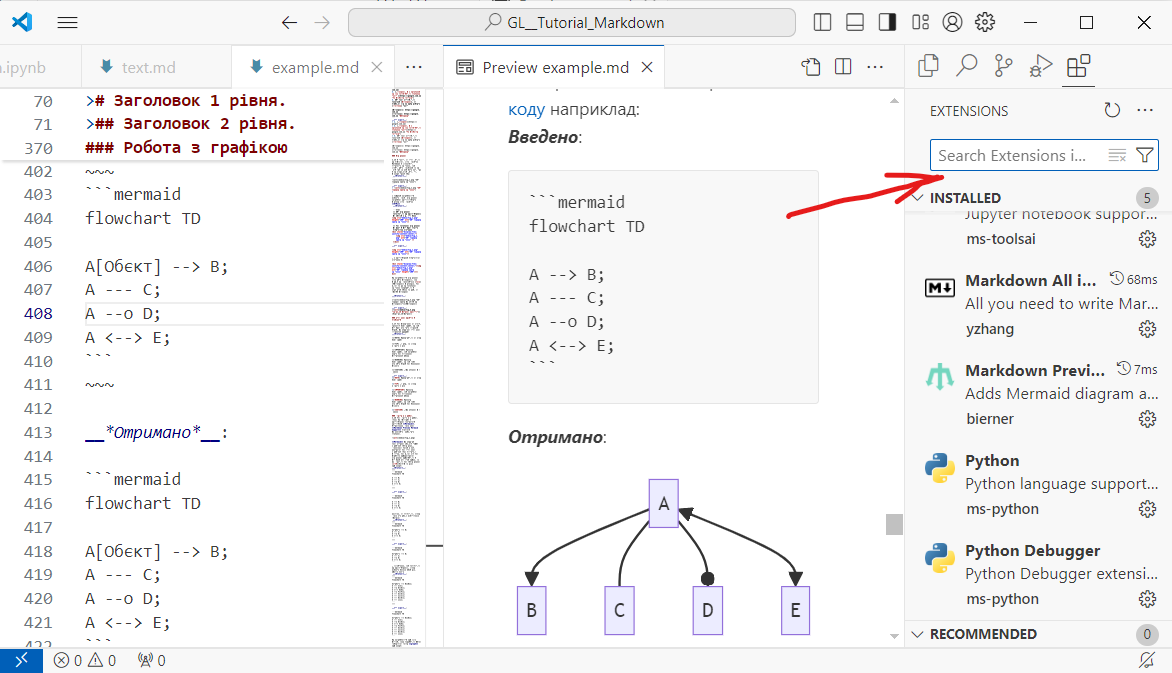 GL__Tutorial_Markdown
.ipynb
text.md
example.md
Preview example.md
70 ># Заголовок 1 рівня.
71 >## Заголовок 2 рівня.
370 ### Робота з графікою
402 ~~~
403 ```mermaid
404 flowchart TD
405
406 A[Обєкт] --> B;
407 A --- C;
408 A --o D;
409 A <--> E;
410 ```
411 ~~~
412
413 __*Отримано*__:
414
415 ```mermaid
416 flowchart TD
417
418 A[Обєкт] --> B;
419 A --- C;
420 A --o D;
421 A <--> E;
422 ```
коду наприклад:
Введено:
```mermaid
flowchart TD
A --> B;
A --- C;
A --o D;
A <--> E;
```
Отримано:
A
B C D E
EXTENSIONS
Search Extensions i...
INSTALLED 5
Jupyter notebook suppor...
ms-toolsai
Markdown All i... 68ms
All you need to write Mar...
yzhang
Markdown Previ... 7ms
Adds Mermaid diagram a...
bierner
Python
Python language support...
ms-python
Python Debugger
Python Debugger extensi...
ms-python
RECOMMENDED 0
0 0 0